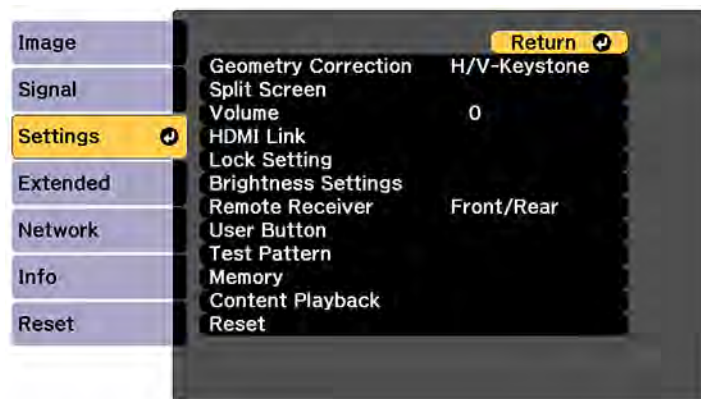 Image
Signal
Settings
Extended
Network
Info
Reset
Return
Geometry Correction H/V-Keystone
Split Screen
Volume 0
HDMI Link
Lock Setting
Brightness Settings
Remote Receiver Front/Rear
User Button
Test Pattern
Memory
Content Playback
Reset